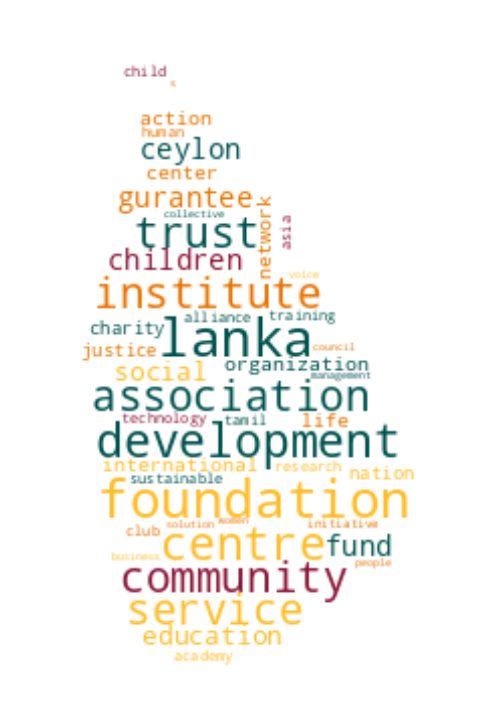 child
s
action
human
ceylon
center
gurantee
collective
network
asia
trust
children
voice
institute
alliance training
charity lanka
justice council
social organization
management
association
technology tamil life
development
international research nation
sustainable
foundation
solution women initiative
club centre fund
business people
community
service
education
academy